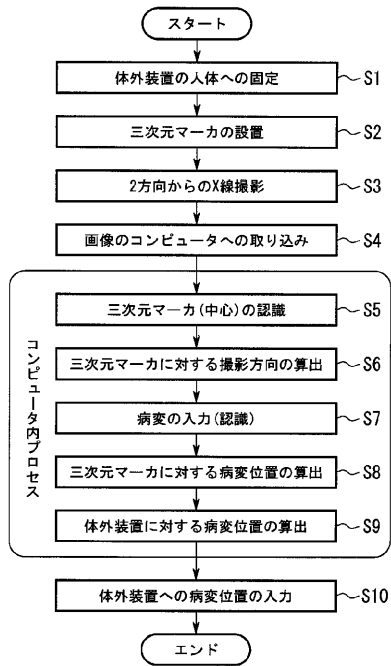 スタート
体外装置の人体への固定 S1
三次元マーカの設置 S2
2方向からのX線撮影 S3
画像のコンピュータへの取り込み S4
コンピュータ内プロセス
三次元マーカ(中心)の認識 S5
三次元マーカに対する撮影方向の算出 S6
病変の入力(認識) S7
三次元マーカに対する病変位置の算出 S8
体外装置に対する病変位置の算出 S9
体外装置への病変位置の入力 S10
エンド